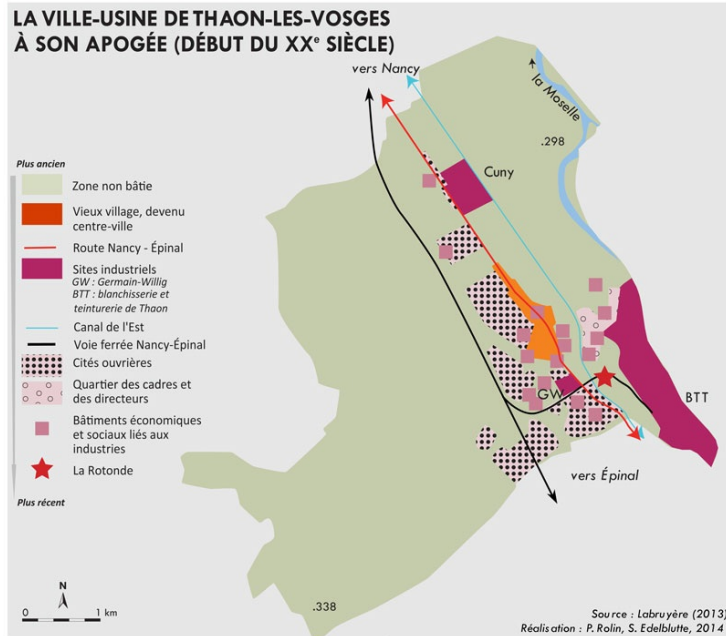 LA VILLE-USINE DE THAON-LES-VOSGES
À SON APOGÉE (DÉBUT DU XXe SIÈCLE)
vers Nancy
la Moselle
.298
Cuny
Plus ancien
Zone non bâtie
Vieux village, devenu
centre-ville
Route Nancy - Épinal
Sites industriels
GW : Germain-Willig
BTT : blanchisserie et
teinturerie de Thaon
Canal de l'Est
Voie ferrée Nancy-Épinal
Cités ouvrières
Quartier des cadres et
des directeurs
Bâtiments économiques
et sociaux liés aux
industries
La Rotonde
Plus récent
GW
BTT
vers Épinal
.338
N
0 1 km
Source : Labruyère (2013)
Réalisation : P. Rolin, S. Edelblutte, 2014